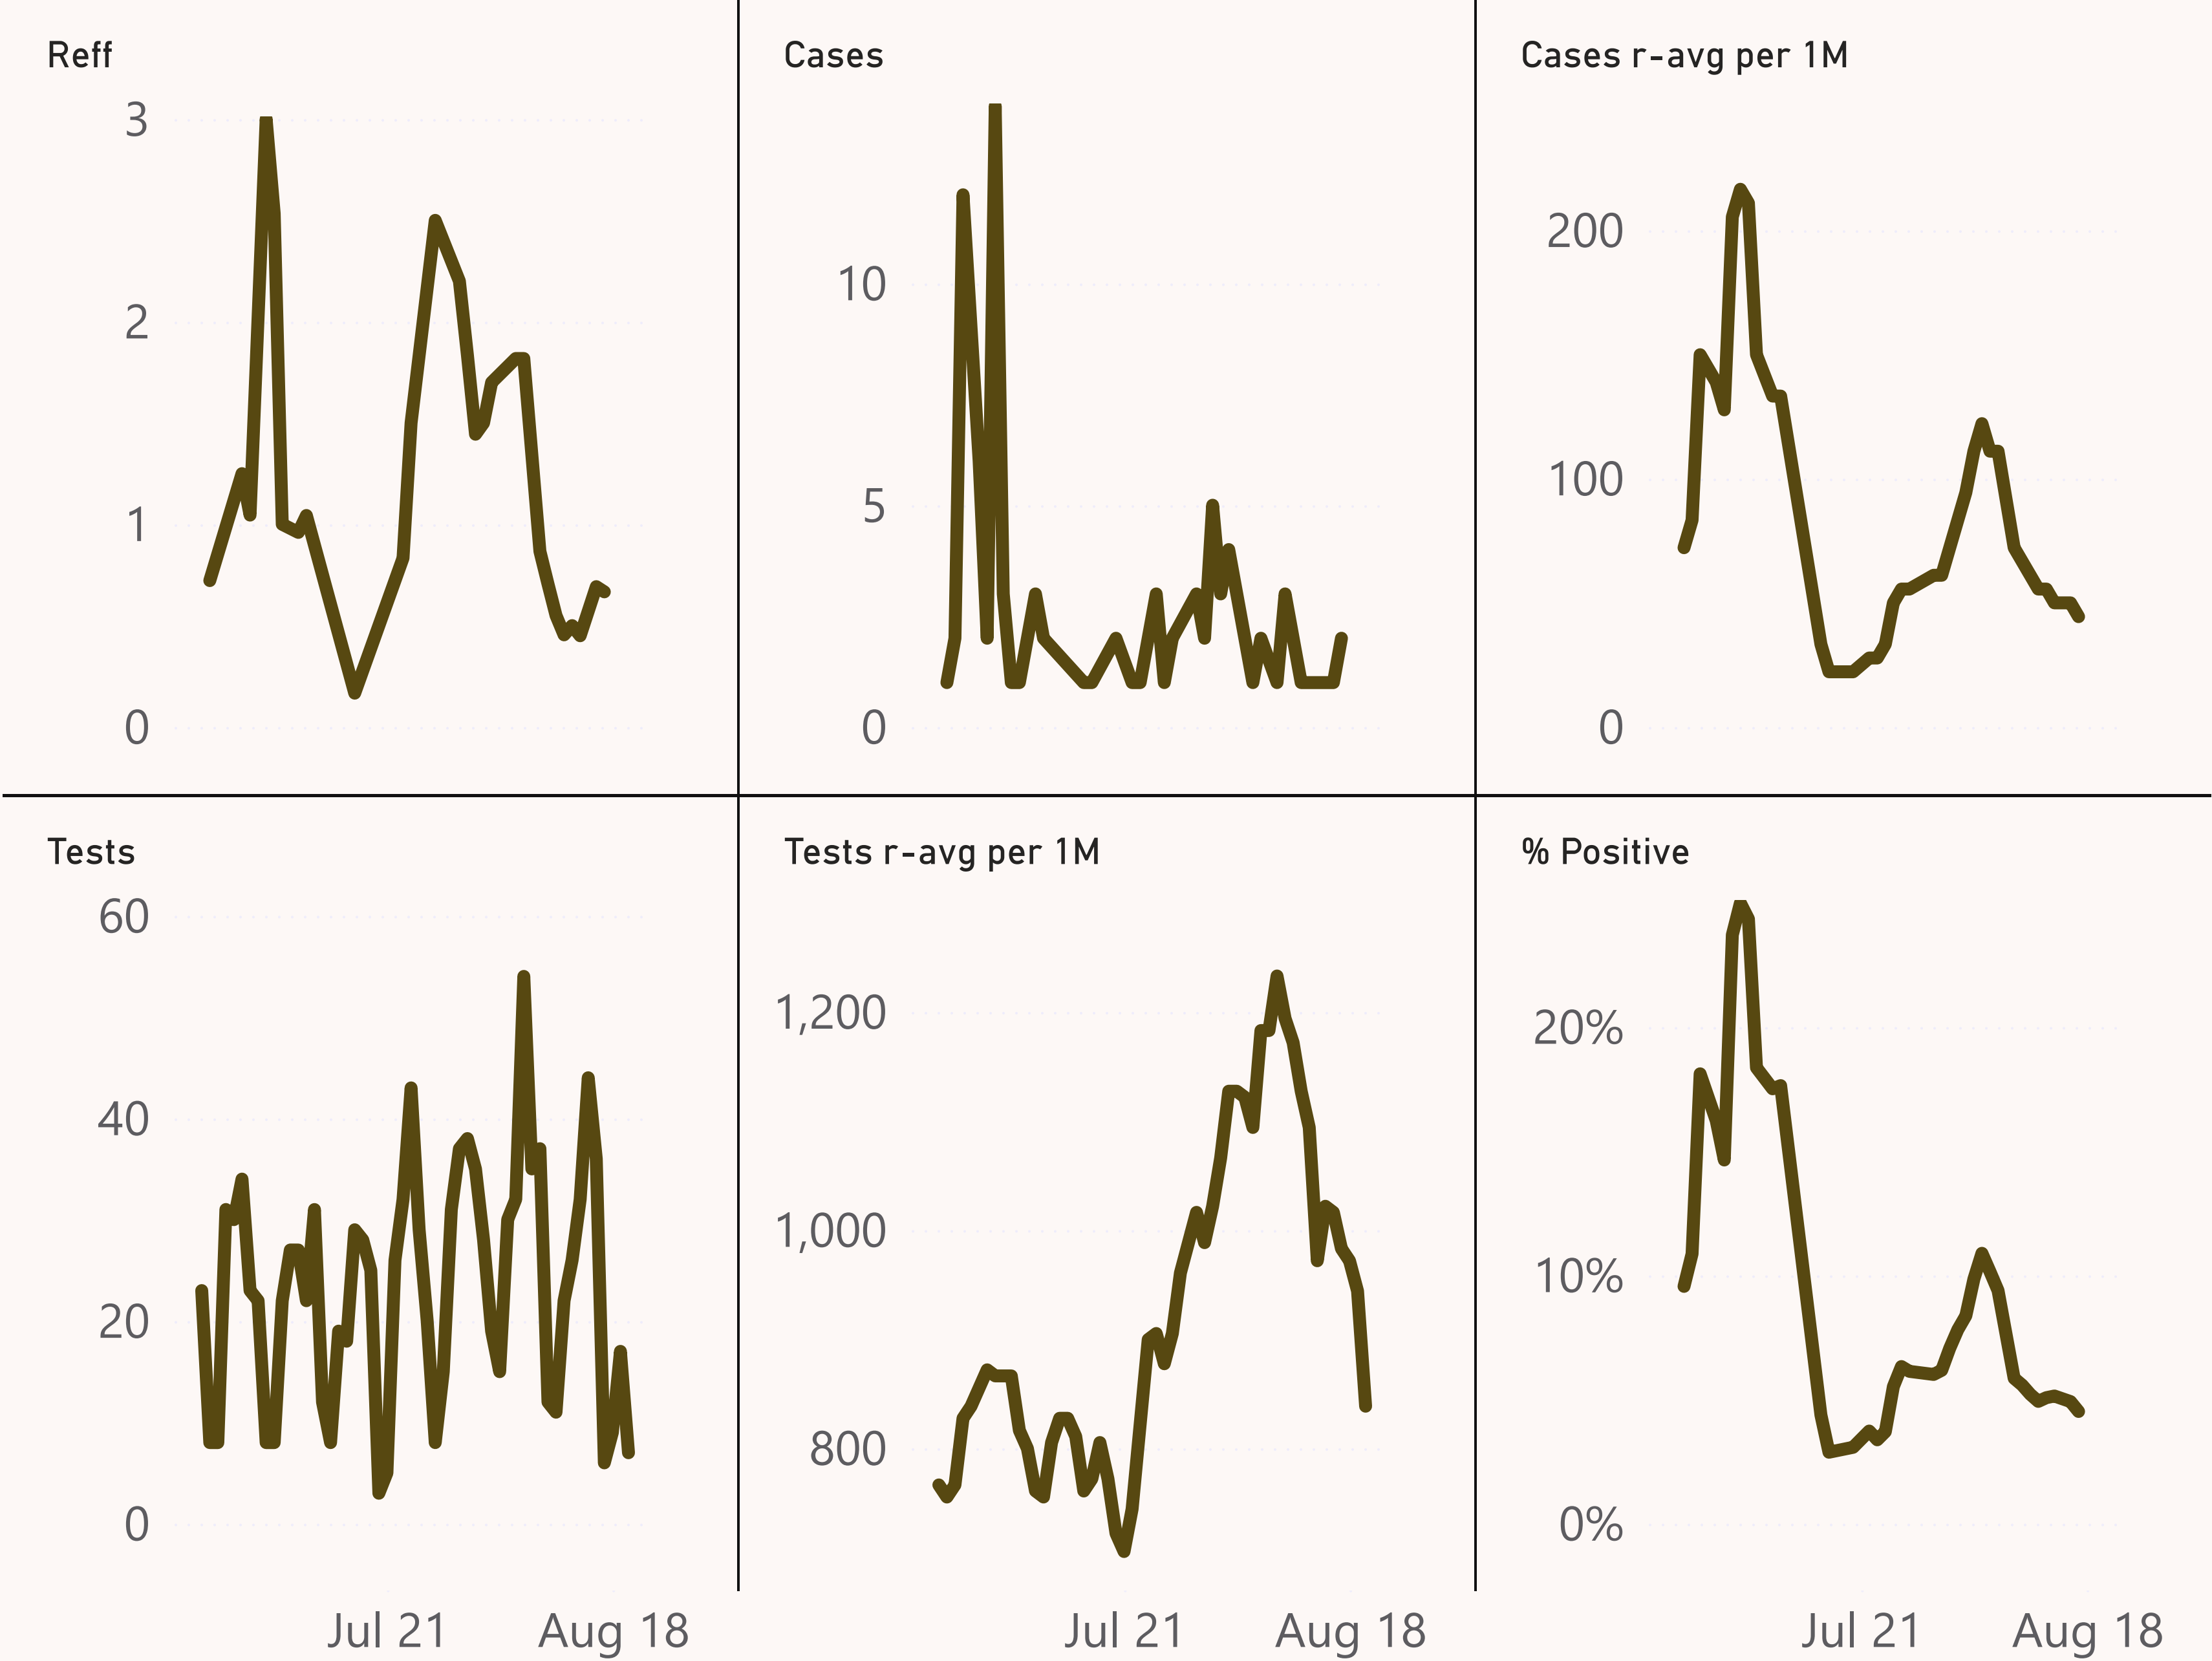 Reff
3
2
1
0
Cases
10
5
0
Cases r-avg per 1M
200
100
0
Tests
60
40
20
0
Jul 21 Aug 18
Tests r-avg per 1M
1,200
1,000
800
Jul 21 Aug 18
% Positive
20%
10%
0%
Jul 21 Aug 18